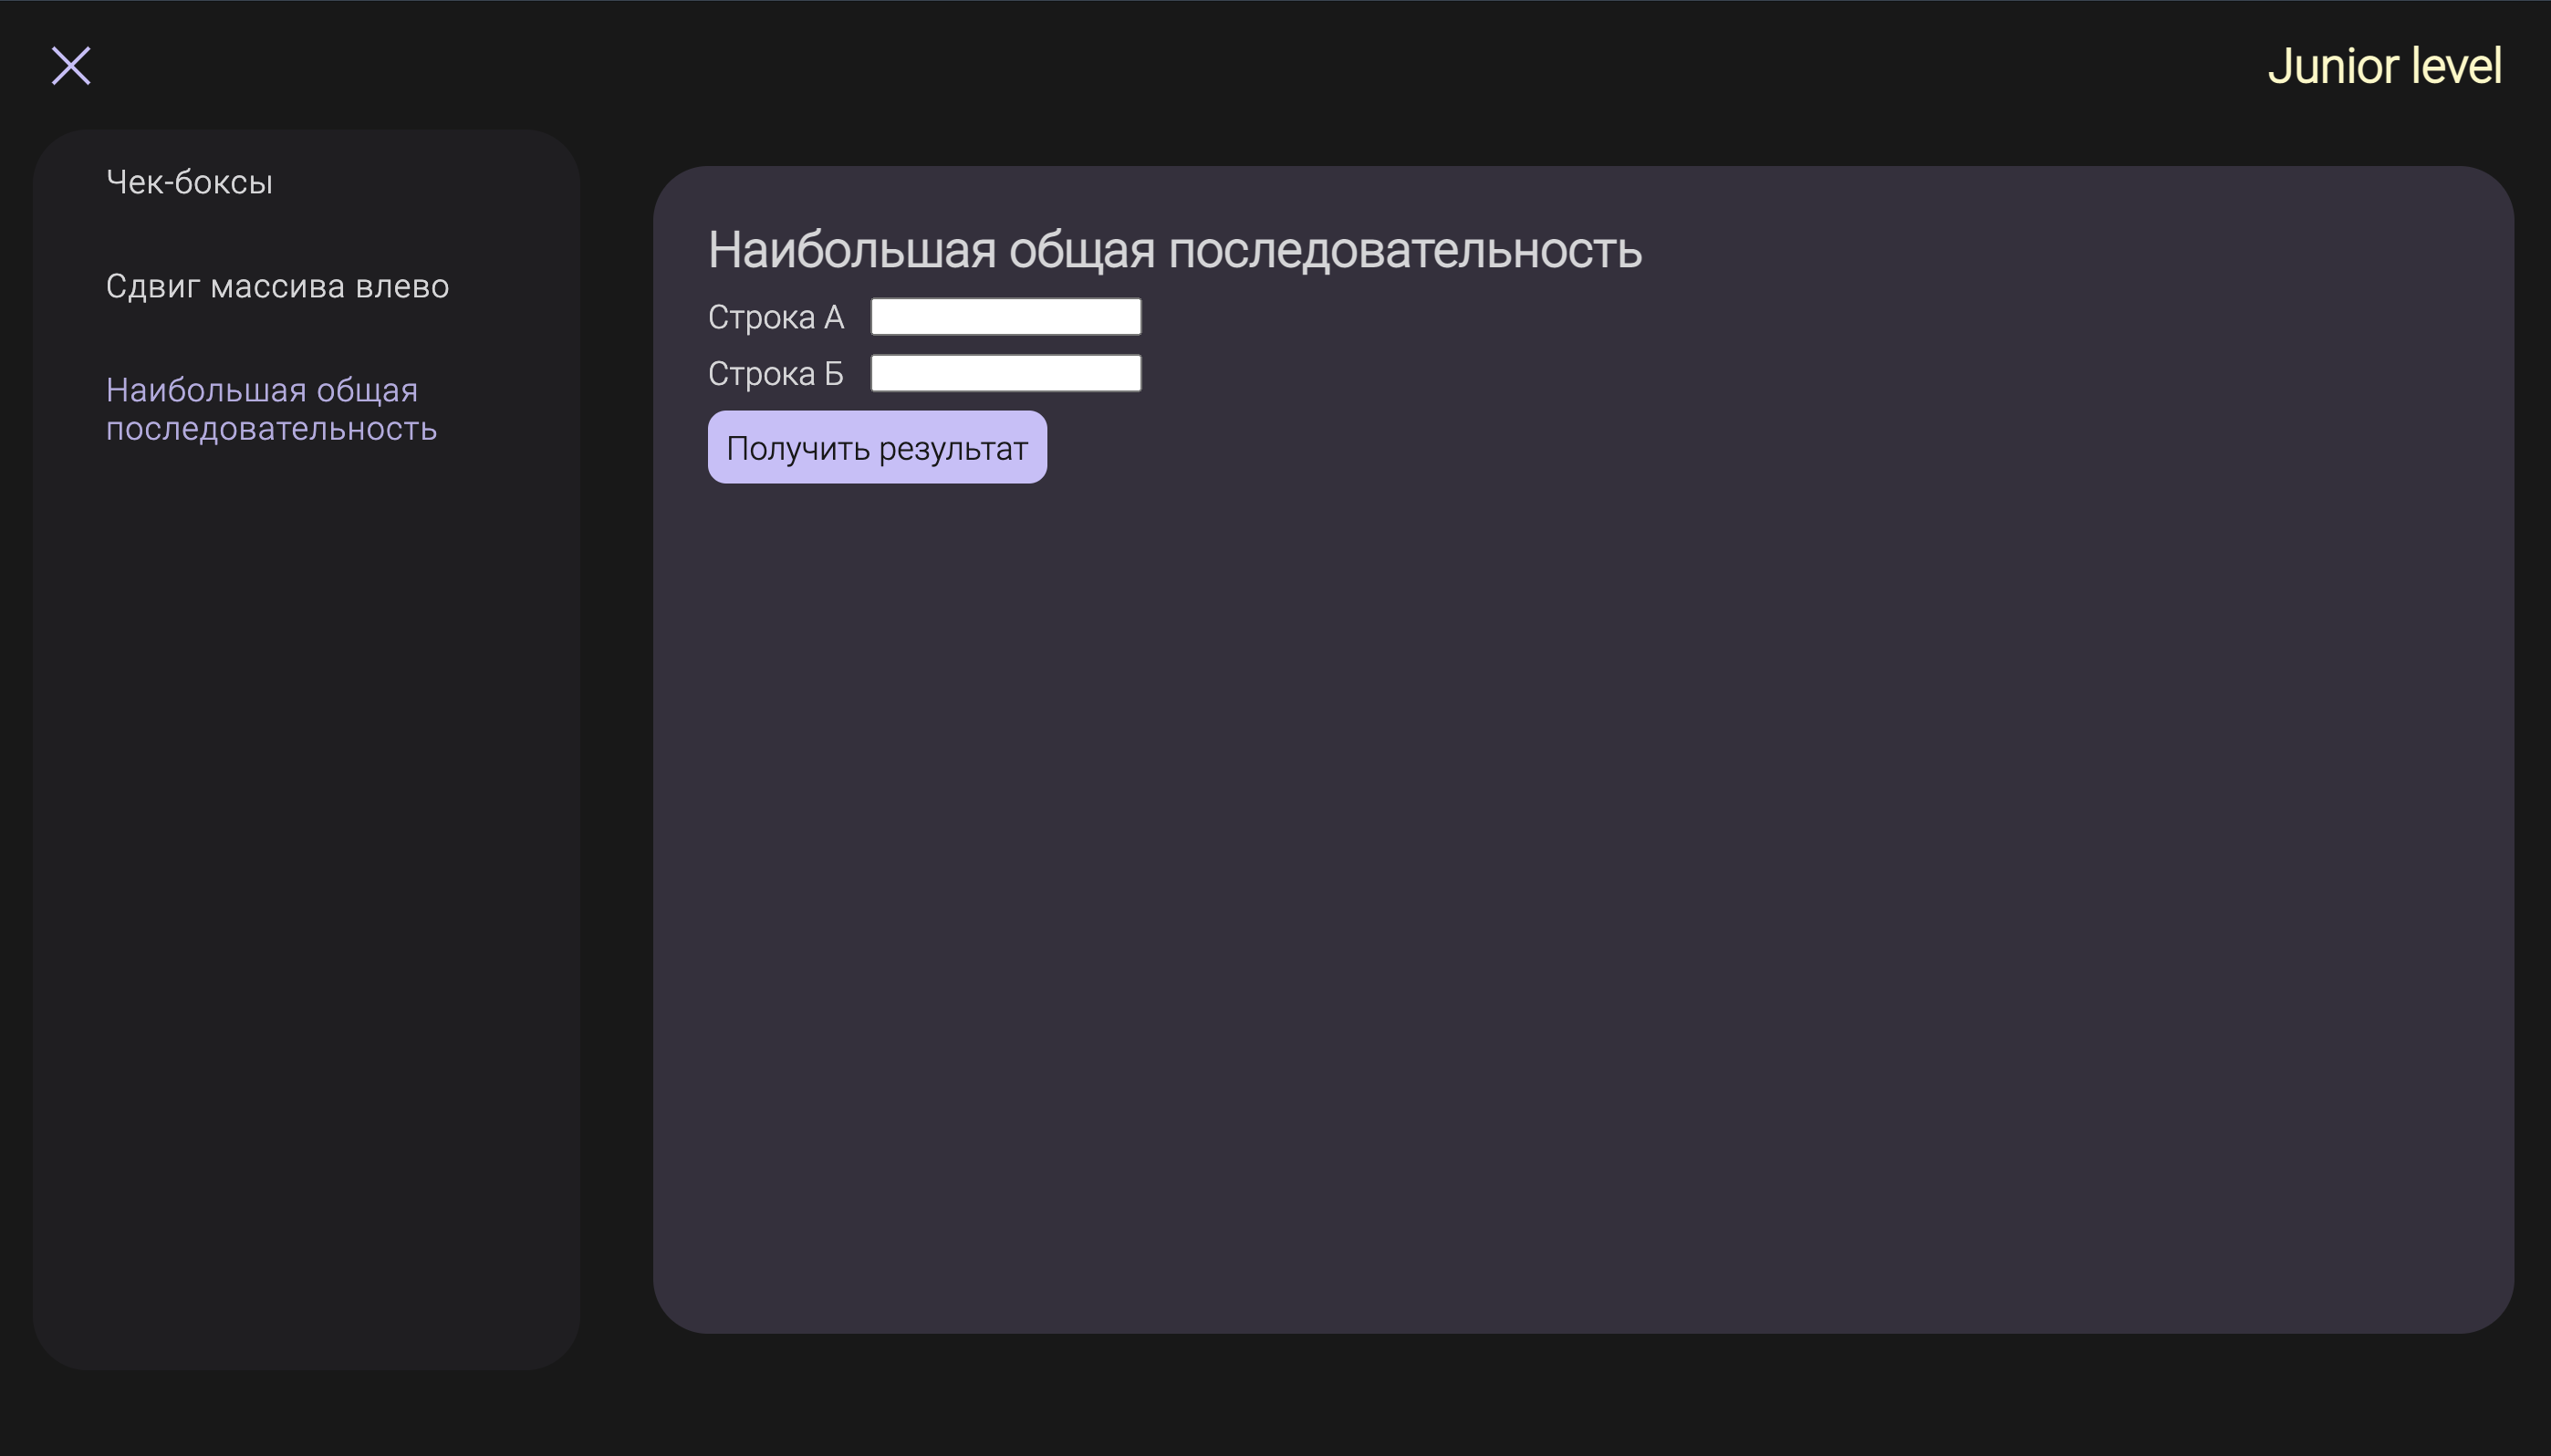 Junior level
Чек-боксы
Сдвиг массива влево
Наибольшая общая
последовательность
Наибольшая общая последовательность
Строка А
Строка Б
Получить результат